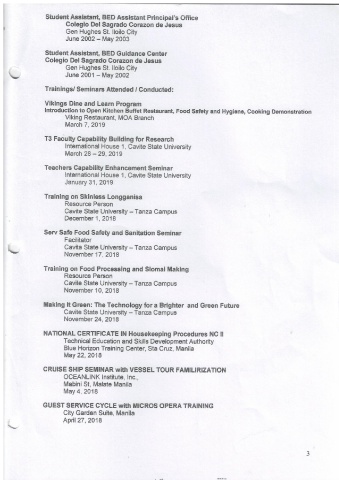 Student Assistant, BED Assistant Principal's Office
Colegio Del Sagrado Corazon de Jesus
Gen Hughes St. Iloilo City
June 2002 – May 2003
Student Assistant, BED Guidance Center
Colegio Del Sagrado Corazon de Jesus
Gen Hughes St. Iloilo City
June 2001 – May 2002
Trainings/ Seminars Attended / Conducted:
Vikings Dine and Learn Program
Introduction to Open Kitchen Buffet Restaurant, Food Safety and Hygiene, Cooking Demonstration
Viking Restaurant, MOA Branch
March 7, 2019
T3 Faculty Capability Building for Research
International House 1, Cavite State University
March 28 – 29, 2019
Teachers Capability Enhancement Seminar
International House 1, Cavite State University
January 31, 2019
Training on Skinless Longganisa
Resource Person
Cavite State University – Tanza Campus
December 1, 2018
Serv Safe Food Safety and Sanitation Seminar
Facilitator
Cavite State University – Tanza Campus
November 17, 2018
Training on Food Processing and Siomai Making
Resource Person
Cavite State University – Tanza Campus
November 10, 2018
Making It Green: The Technology for a Brighter and Green Future
Cavite State University – Tanza Campus
November 24, 2018
NATIONAL CERTIFICATE IN Housekeeping Procedures NC II
Technical Education and Skills Development Authority
Blue Horizon Training Center, Sta Cruz, Manila
May 22, 2018
CRUISE SHIP SEMINAR with VESSEL TOUR FAMILIRIZATION
OCEANLINK Institute. Inc.,
Mabini St, Malate Manila
May 4, 2018
GUEST SERVICE CYCLE with MICROS OPERA TRAINING
City Garden Suite, Manila
April 27, 2018
3